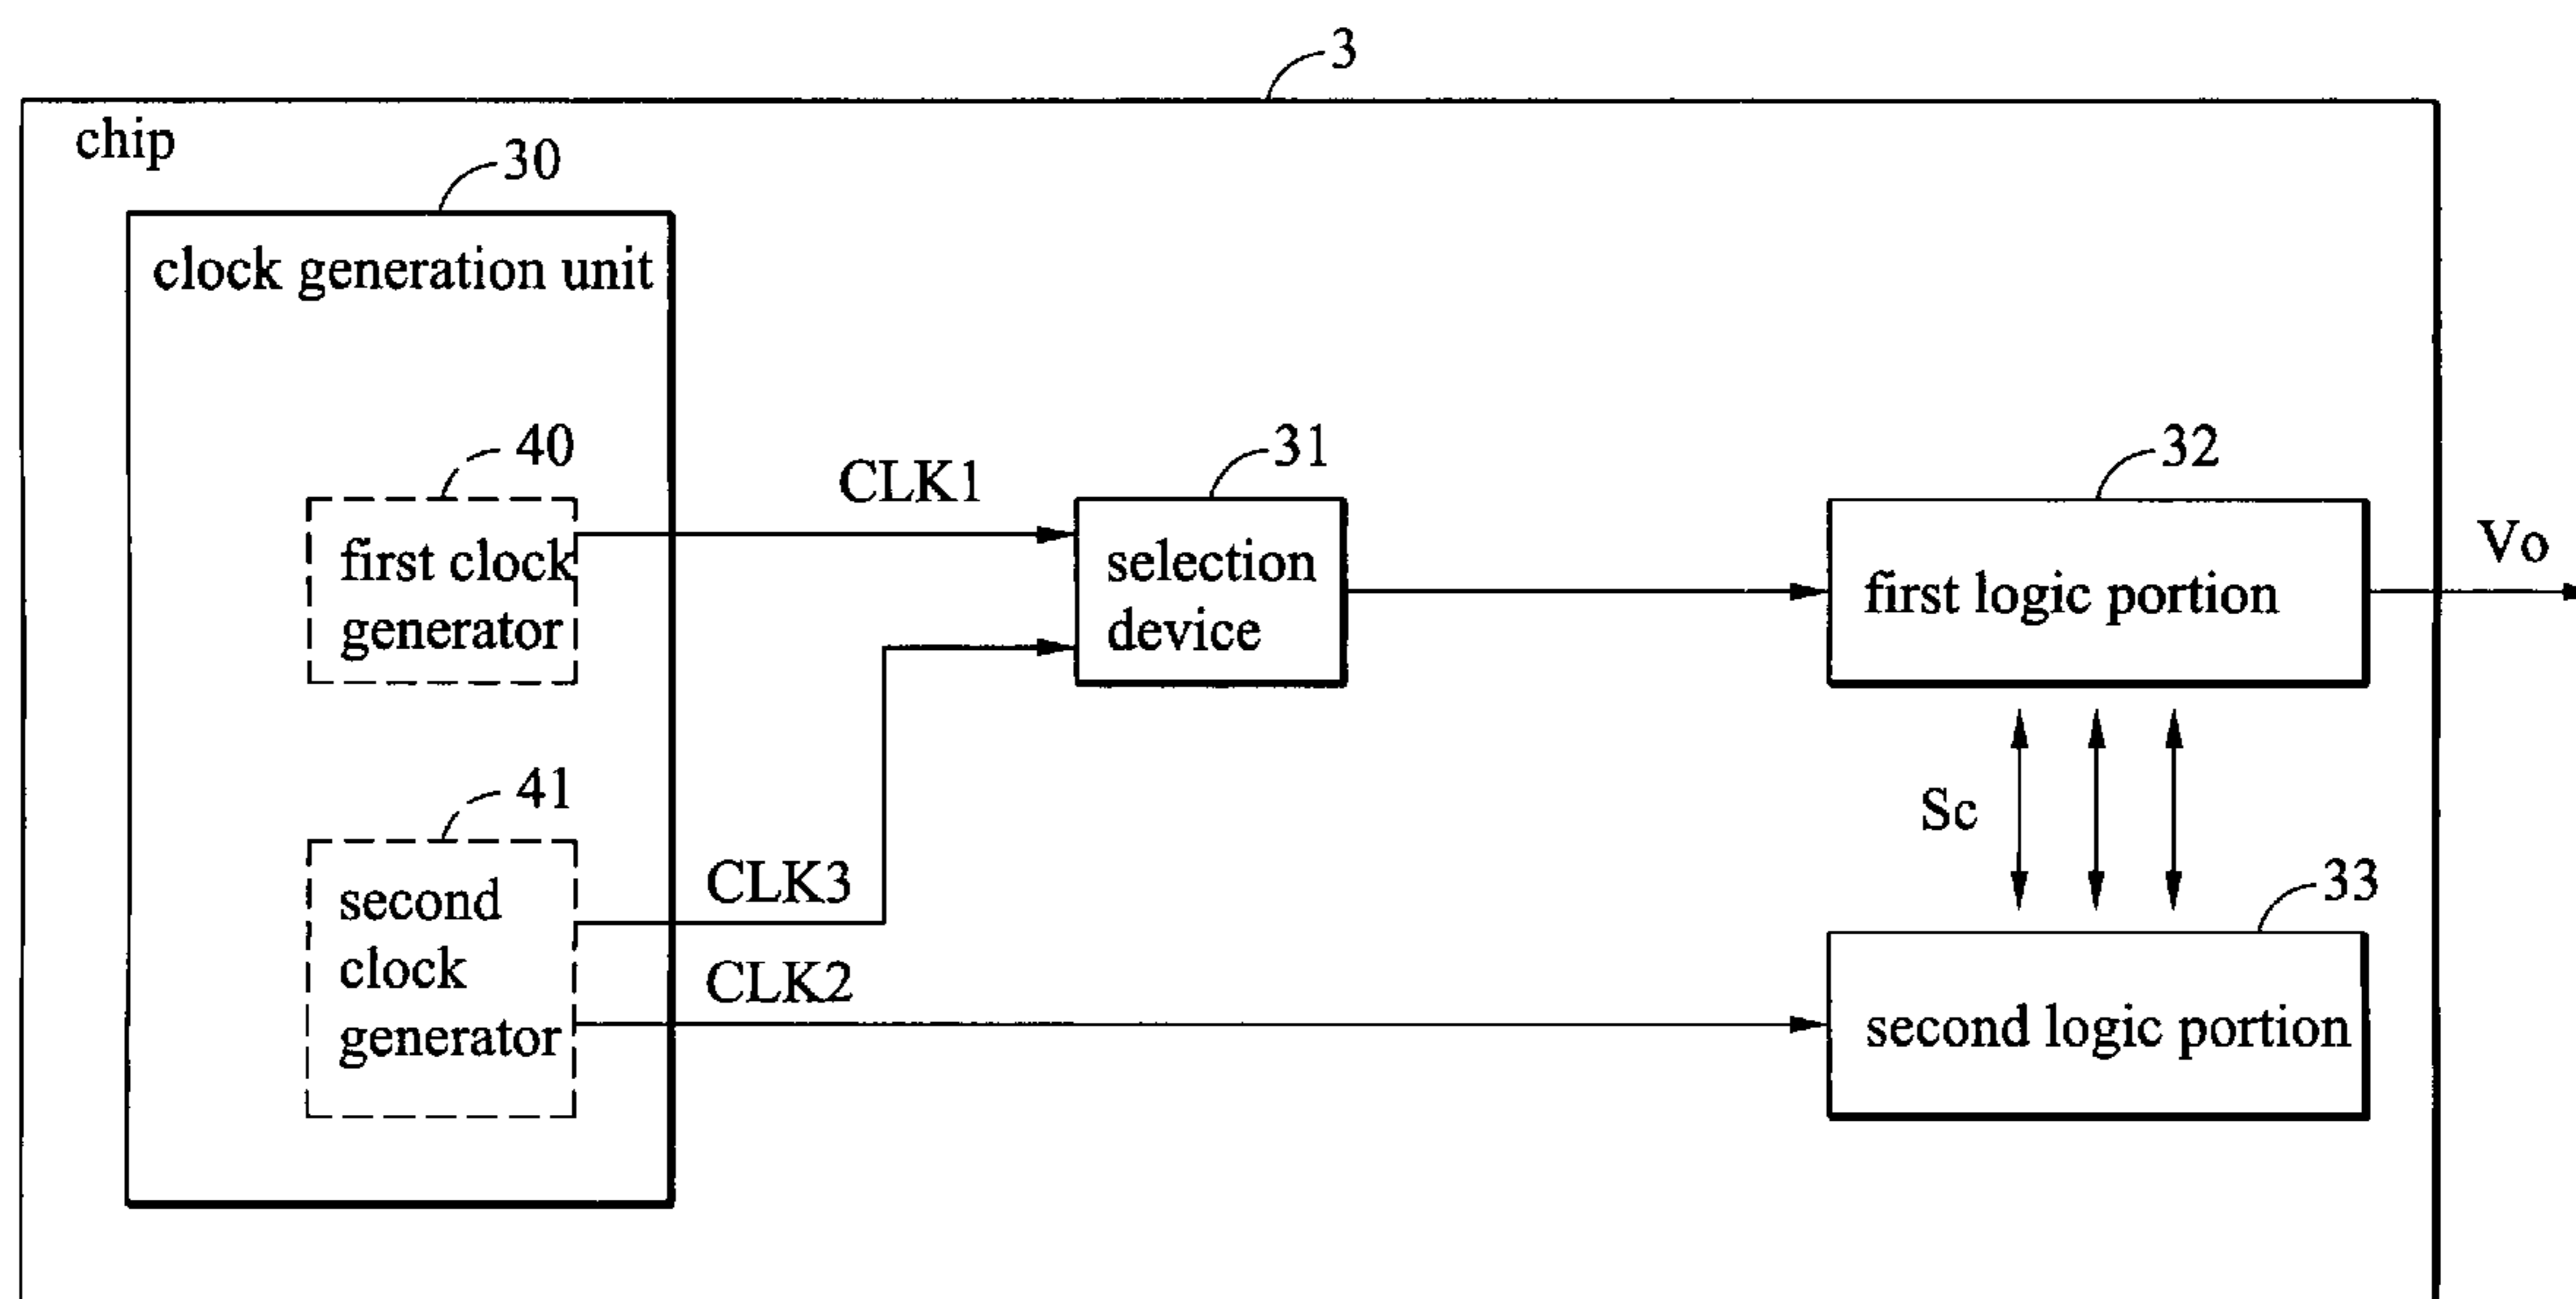 3
chip
30
clock generation unit
40
CLK1
31
32
first clock
generator
selection
device
first logic portion
Vo
41
Sc
second
clock
generator
CLK3
33
CLK2
second logic portion